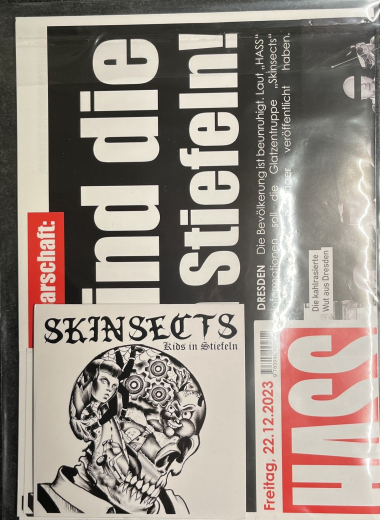 HASS
Freitag, 22.12.2023
arschaft:
ind die
Stiefeln!
DRESDEN Die Bevölkerung ist beunruhigt. Laut „HASS"
Informationen soll die Glatzentruppe „Skinsects"
veröffentlicht haben.
Die kahlrasierte
Wut aus Dresden
SKINSECTS
Kids in Stiefeln